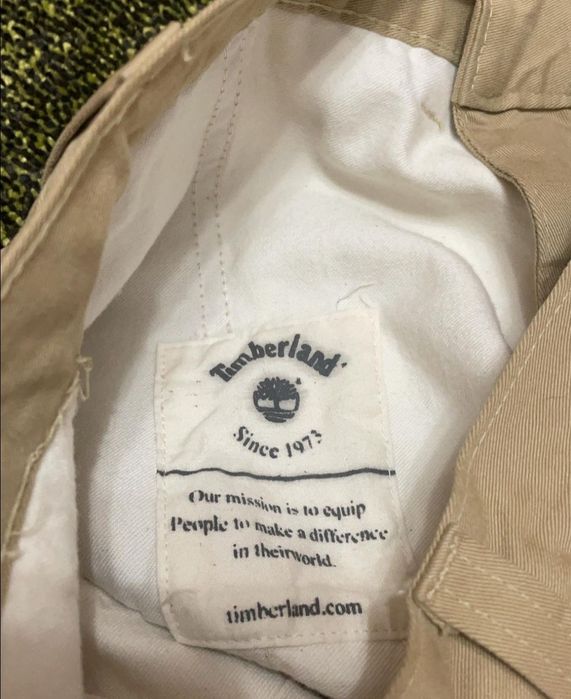 Timberland
Since 1973
Our mission is to equip
People to make a difference
in theirworld.
timberland.com